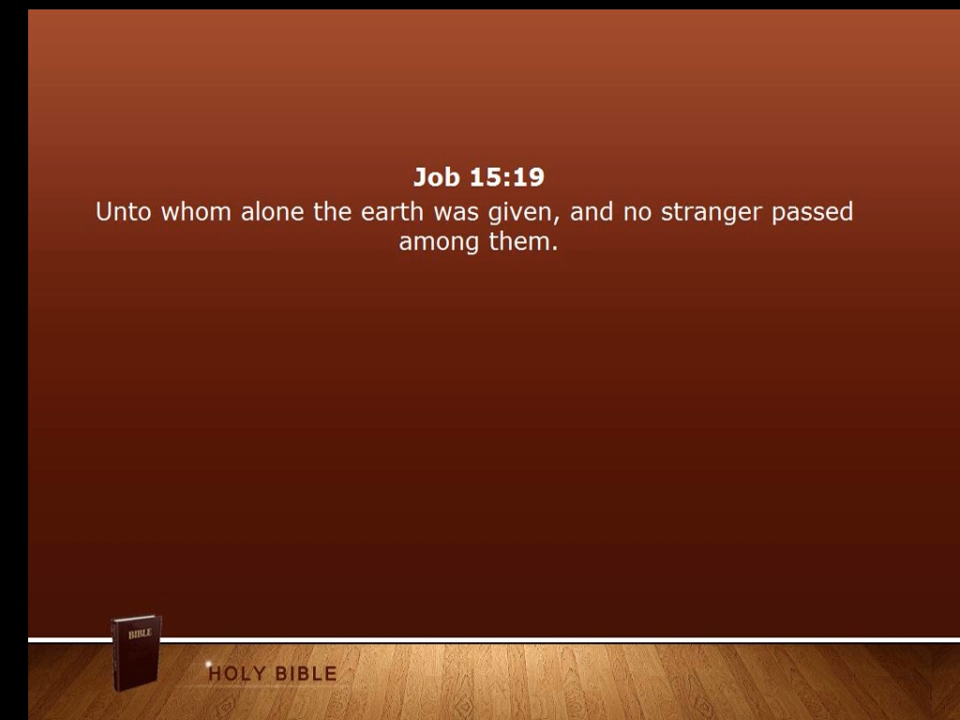 Job 15:19
Unto whom alone the earth was given, and no stranger passed
among them.
BIBLE
HOLY BIBLE